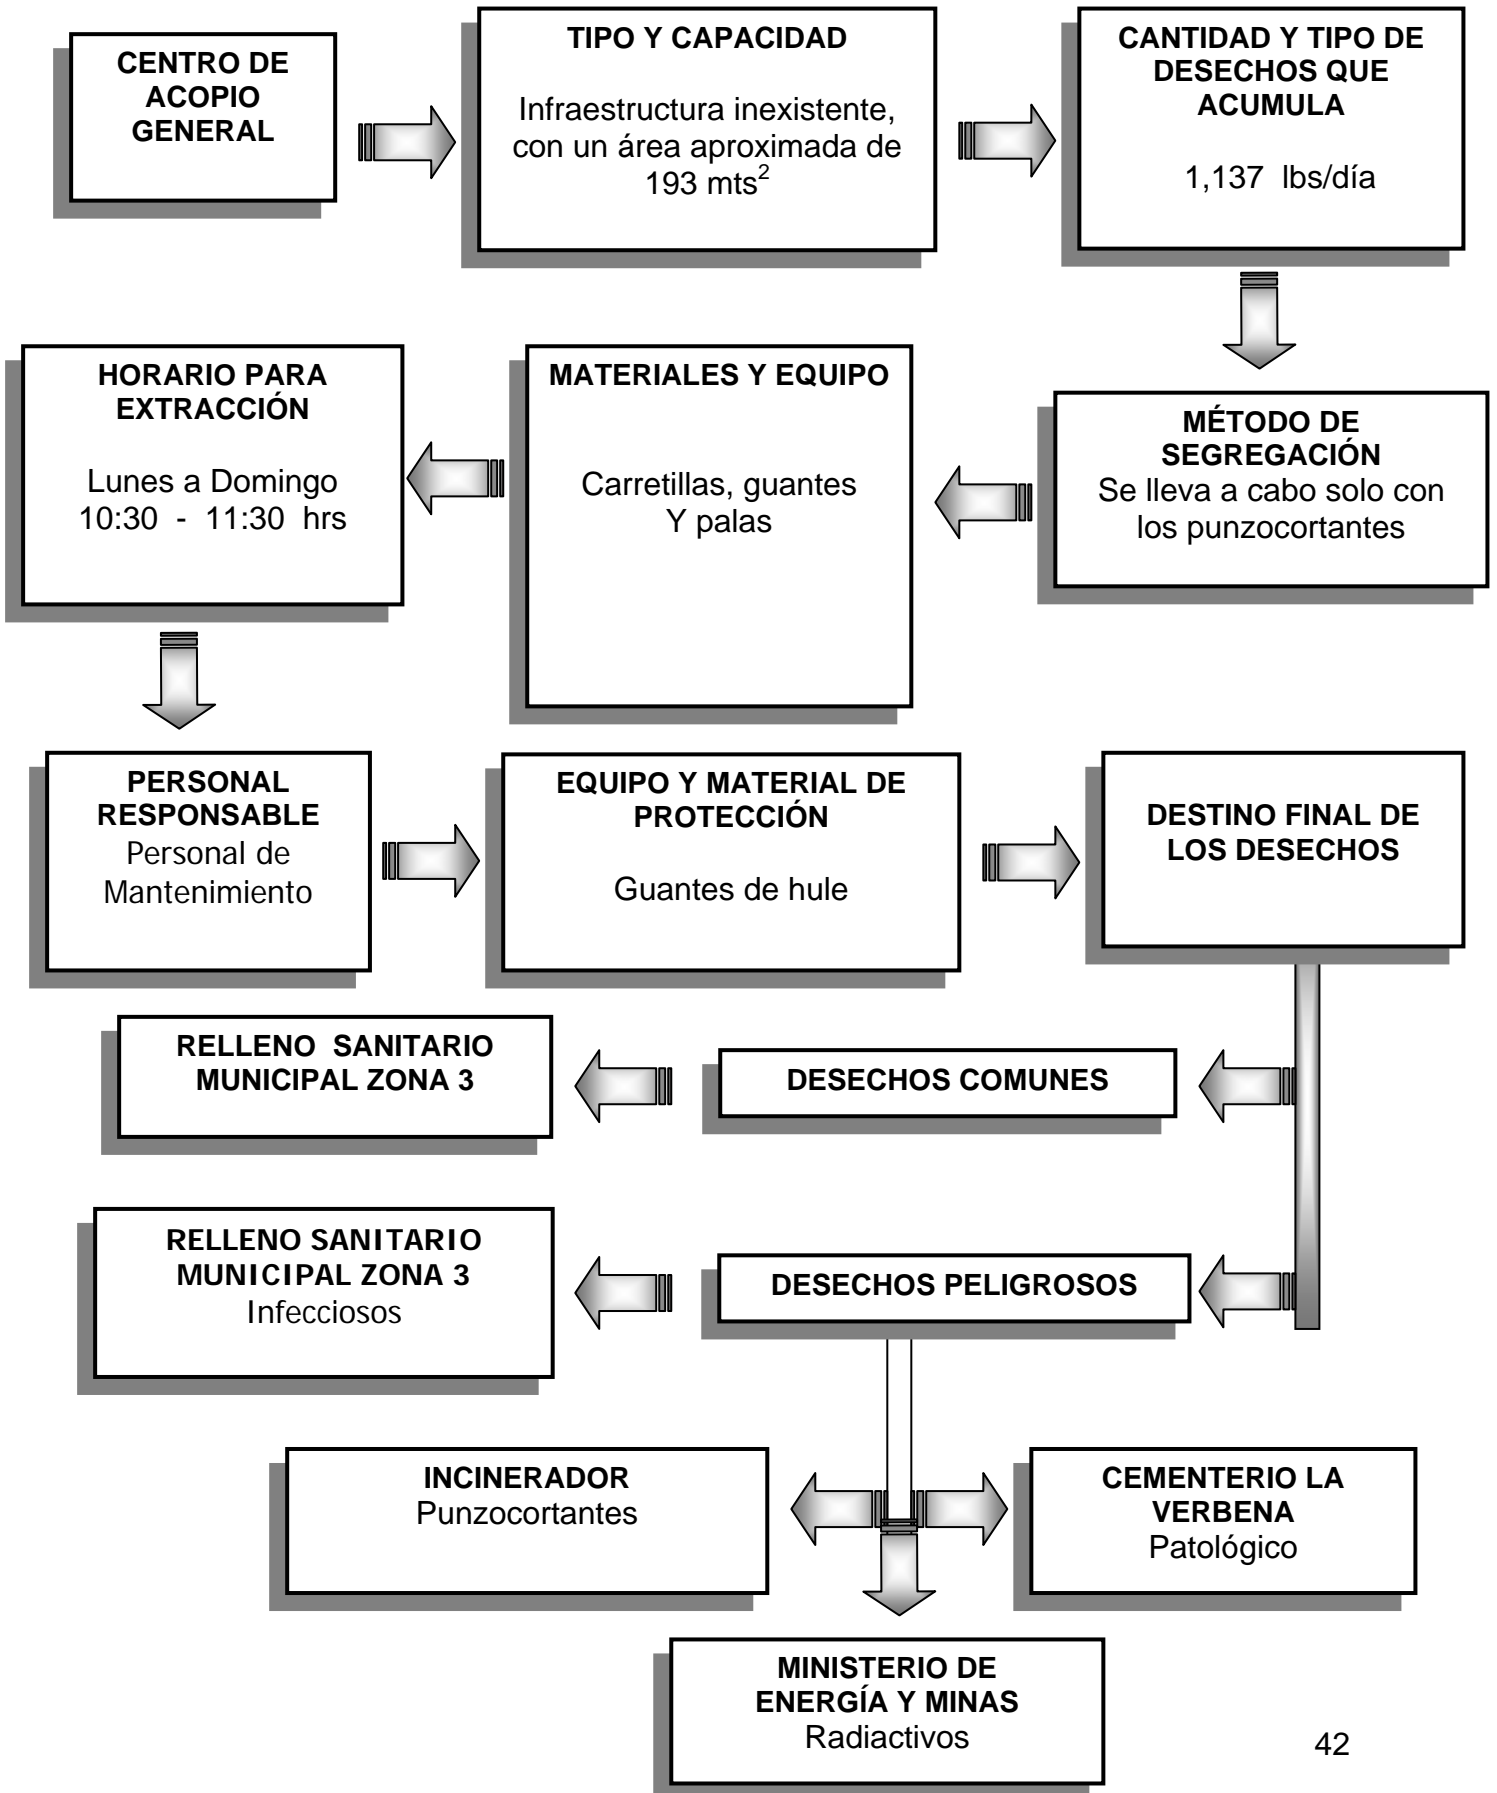 CENTRO DE
ACOPIO
GENERAL
TIPO Y CAPACIDAD
Infraestructura inexistente,
con un área aproximada de
193 mts²
CANTIDAD Y TIPO DE
DESECHOS QUE
ACUMULA
1,137 lbs/día
MÉTODO DE
SEGREGACIÓN
Se lleva a cabo solo con
los punzocortantes
MATERIALES Y EQUIPO
Carretillas, guantes
Y palas
HORARIO PARA
EXTRACCIÓN
Lunes a Domingo
10:30 - 11:30 hrs
PERSONAL
RESPONSABLE
Personal de
Mantenimiento
EQUIPO Y MATERIAL DE
PROTECCIÓN
Guantes de hule
DESTINO FINAL DE
LOS DESECHOS
DESECHOS COMUNES
RELLENO SANITARIO
MUNICIPAL ZONA 3
DESECHOS PELIGROSOS
RELLENO SANITARIO
MUNICIPAL ZONA 3
Infecciosos
INCINERADOR
Punzocortantes
CEMENTERIO LA
VERBENA
Patológico
MINISTERIO DE
ENERGÍA Y MINAS
Radiactivos
42